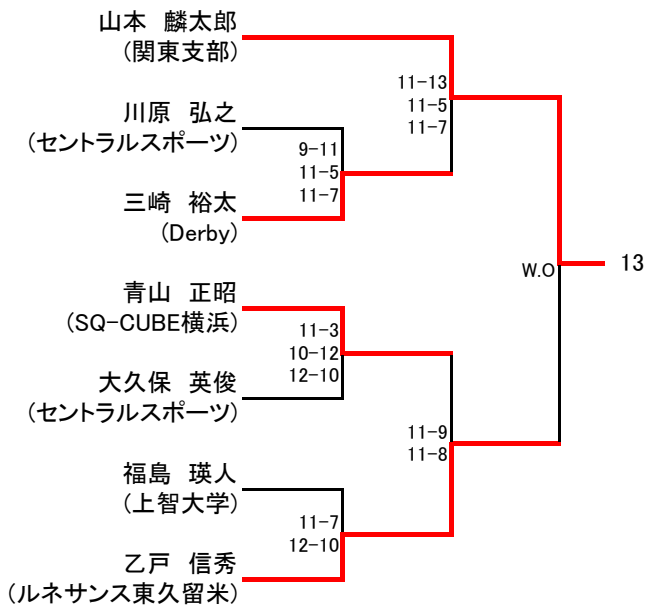 山本　麟太郎
(関東支部)
11-13
11-5
11-7
川原　弘之
(セントラルスポーツ)
9-11
11-5
11-7
三崎　裕太
(Derby)
W.O
13
青山　正昭
(SQ-CUBE横浜)
11-3
10-12
12-10
大久保　英俊
(セントラルスポーツ)
11-9
11-8
福島　瑛人
(上智大学)
11-7
12-10
乙戸　信秀
(ルネサンス東久留米)